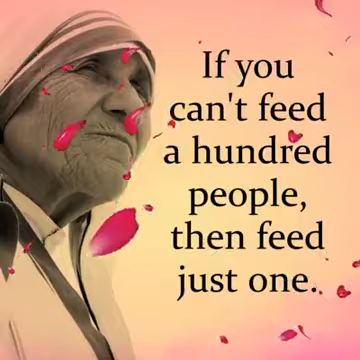 If you
can't feed
a hundred
people,
then feed
just one.